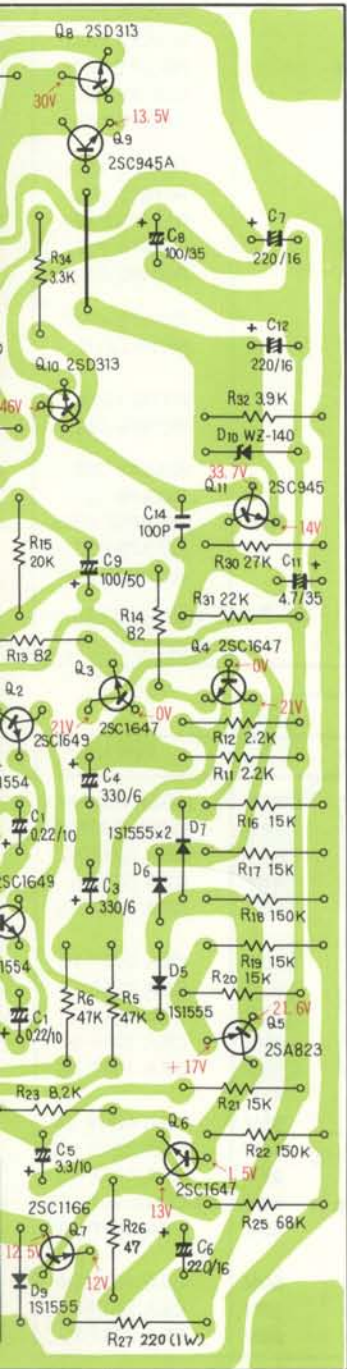 Q8 2SD313
30V
13.5V
Q9
2SC945A
+ C7
220/16
+ C8
100/35
R34
3.3K
+ C12
220/16
Q10 2SD313
46V
R32 3.9K
D10 WZ-140
33.7V
Q11 2SC945
14V
C14
100P
R15
20K
C9
100/50
+
R30 27K
C11 +
4.7/35
R14
82
R31 22K
R13 82
Q3
Q4 2SC1647
0V
Q2
21V
0V
21V
2SC1649
2SC1647
R12 2.2K
R11 2.2K
1554
+ C4
330/6
C1
0.22/10
+
1S1555x2 D7
R16 15K
R17 15K
D6
2SC1649
C3
+ 330/6
R18 150K
R19 15K
1554
D5
1S1555
R20 15K
R6
47K
R5
47K
C1
0.22/10
+
21.6V
Q5
2SA823
+17V
R23 8.2K
R21 15K
Q6
R22 150K
C5
+ 3.3/10
1.5V
2SC1647
13V
R25 68K
2SC1166
Q7
12.5V
12V
R26
47
+ C6
220/16
D9
1S1555
R27 220(1W)